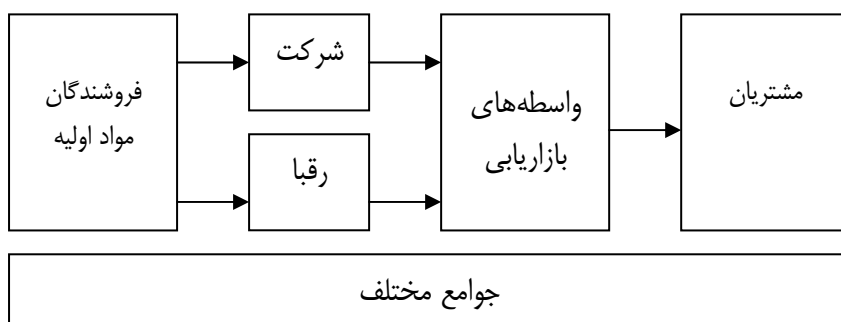 فروشندگان
مواد اولیه
شرکت
رقبا
واسطه‌های
بازاریابی
مشتریان
جوامع مختلف